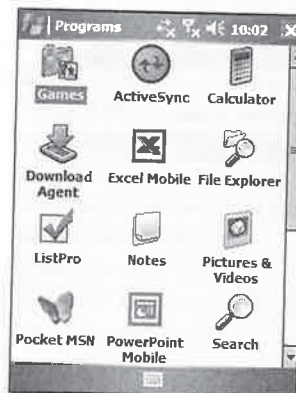 Programs 10:02
Games ActiveSync Calculator
Download Agent Excel Mobile File Explorer
ListPro Notes Pictures & Videos
Pocket MSN PowerPoint Mobile Search